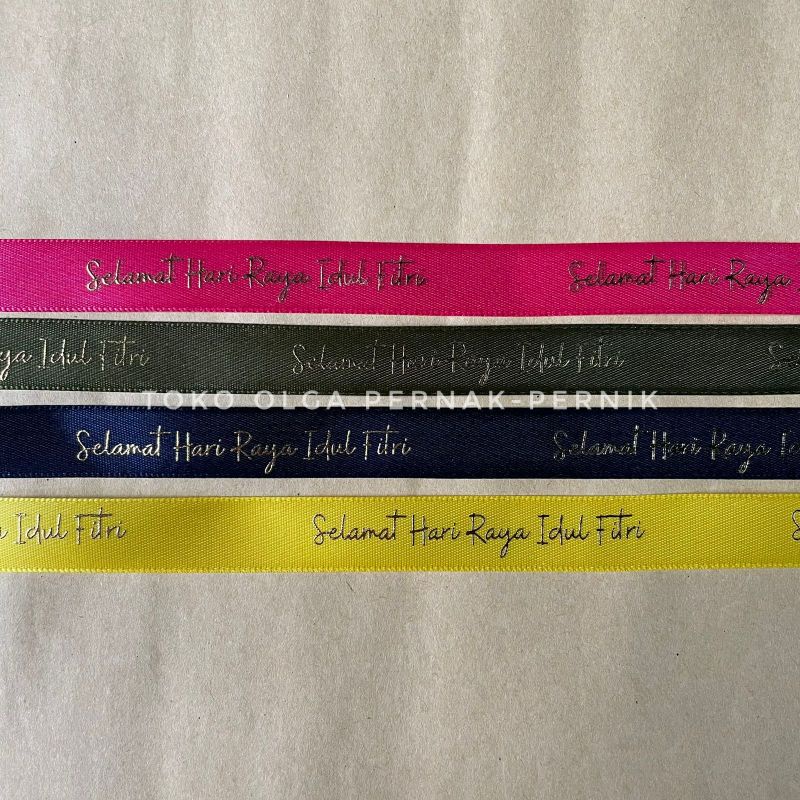 Selamat Hari Raya Idul Fitri Selamat Hari Raya
ya Idul Fitri Selamat Hari Raya Idul Fitri
TOKO OLGA PERNAK-PERNIK
Selamat Hari Raya Idul Fitri Selamat Hari Raya
Idul Fitri Selamat Hari Raya Idul Fitri